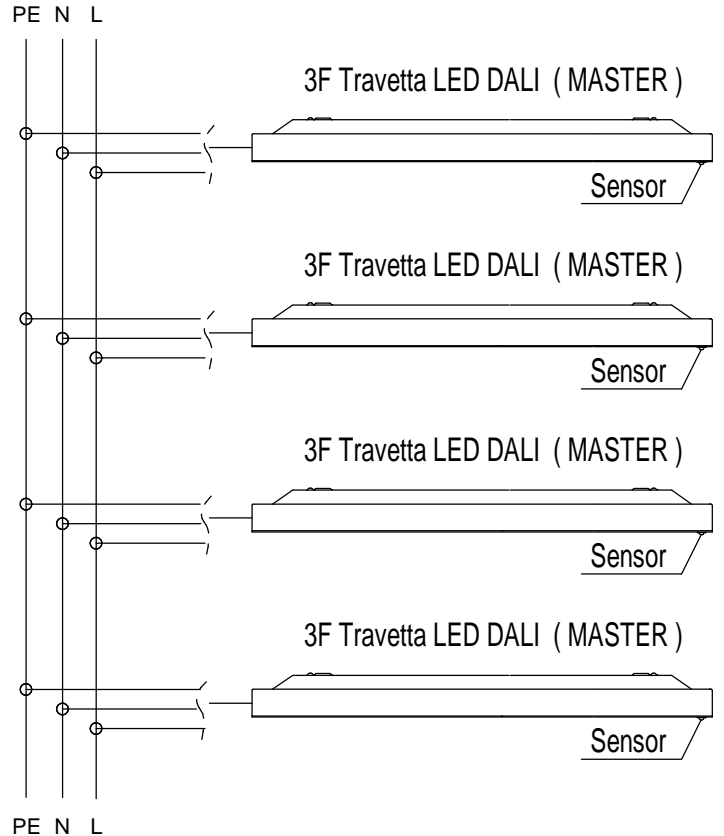 PE N L
3F Travetta LED DALI ( MASTER )
Sensor
3F Travetta LED DALI ( MASTER )
Sensor
3F Travetta LED DALI ( MASTER )
Sensor
3F Travetta LED DALI ( MASTER )
Sensor
PE N L